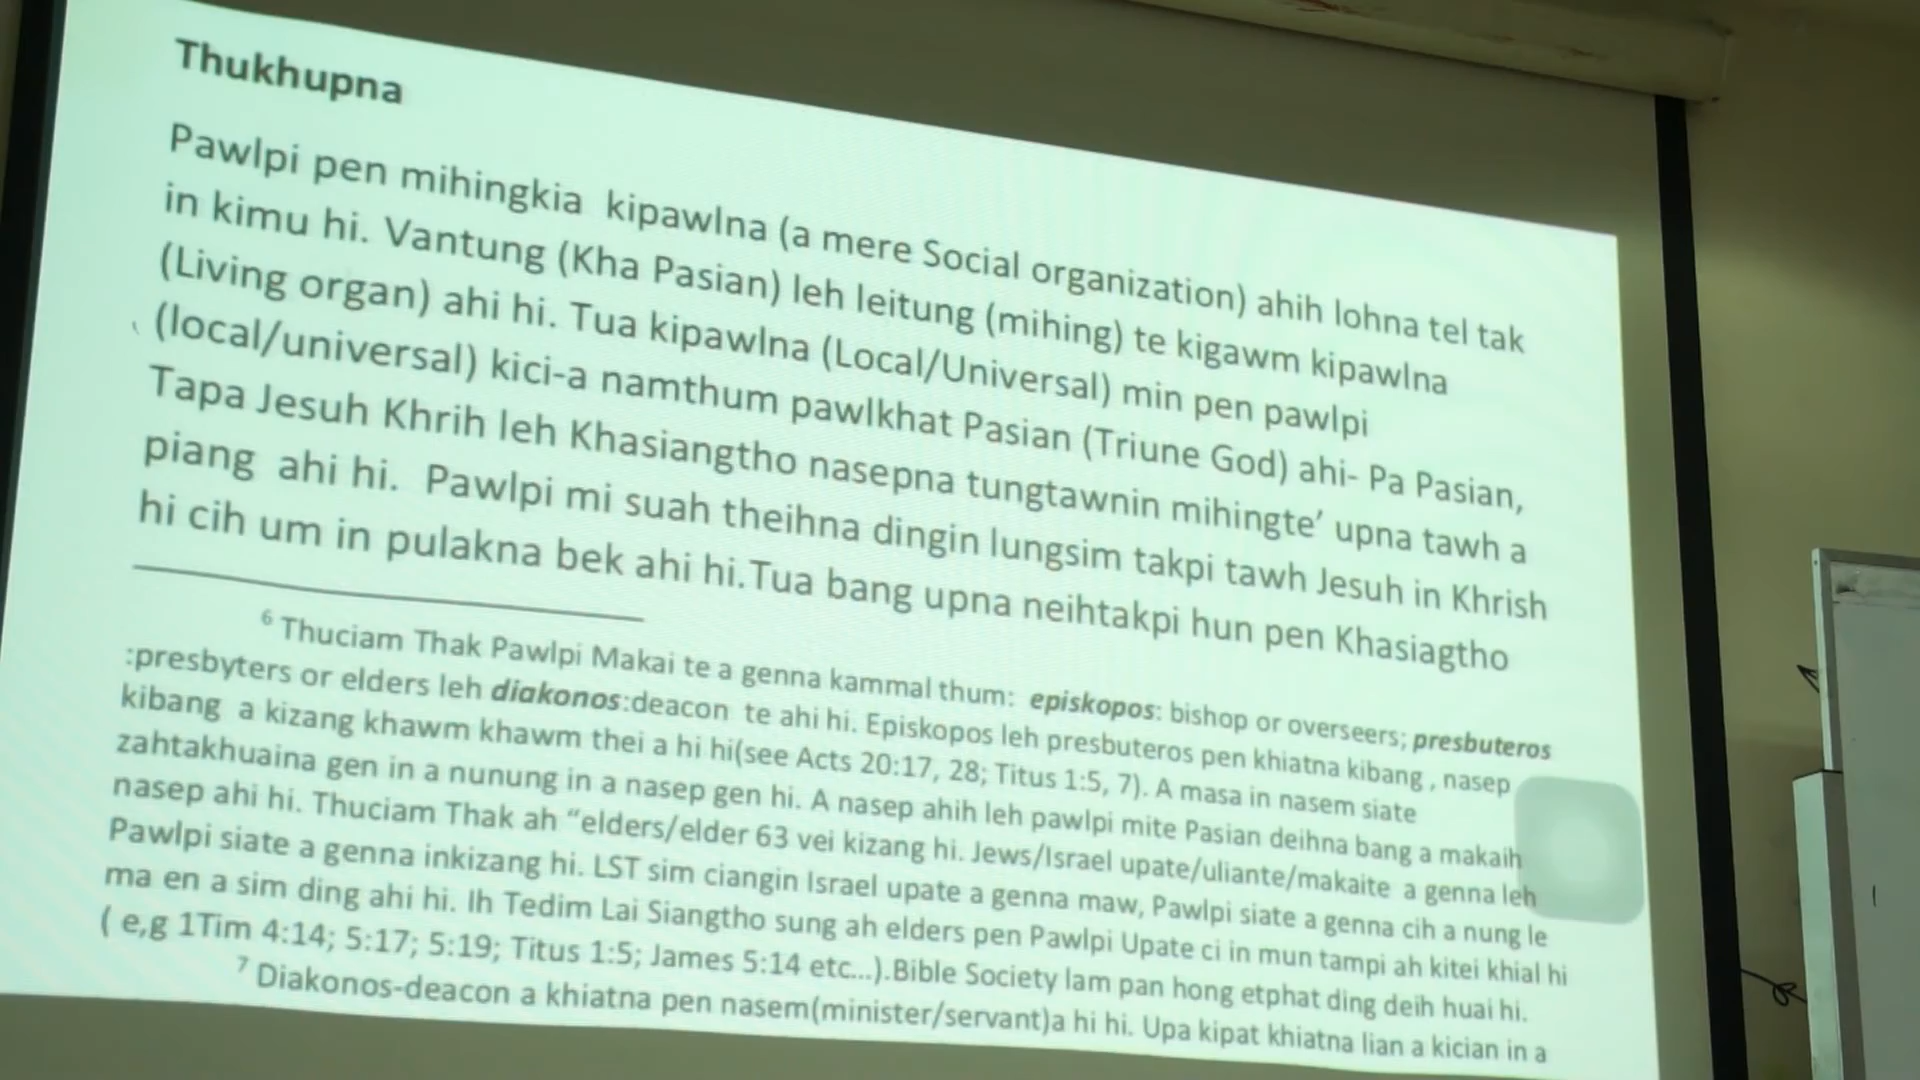 Thukhupna
Pawlpi pen mihingkia kipawlna (a mere Social organization) ahih lohna tel tak
in kimu hi. Vantung (Kha Pasian) leh leitung (mihing) te kigawm kipawlna
(Living organ) ahi hi. Tua kipawlna (Local/Universal) min pen pawlpi
(local/universal) kici-a namthum pawlkhat Pasian (Triune God) ahi- Pa Pasian,
Tapa Jesuh Khrih leh Khasiangtho nasepna tungtawnin mihingte’ upna tawh a
piang ahi hi. Pawlpi mi suah theihna dingin lungsim takpi tawh Jesuh in Khrish
hi cih um in pulakna bek ahi hi.Tua bang upna neihtakpi hun pen Khasiagtho
6 Thuciam Thak Pawlpi Makai te a genna kammal thum: episkopos: bishop or overseers; presbuteros
:presbyters or elders leh diakonos:deacon te ahi hi. Episkopos leh presbuteros pen khiatna kibang , nasep
kibang a kizang khawm khawm thei a hi hi(see Acts 20:17, 28; Titus 1:5, 7). A masa in nasem siate
zahtakhuaina gen in a nunung in a nasep gen hi. A nasep ahih leh pawlpi mite Pasian deihna bang a makaih
nasep ahi hi. Thuciam Thak ah “elders/elder 63 vei kizang hi. Jews/Israel upate/uliante/makaite a genna leh
Pawlpi siate a genna inkizang hi. LST sim ciangin Israel upate a genna maw, Pawlpi siate a genna cih a nung le
ma en a sim ding ahi hi. Ih Tedim Lai Siangtho sung ah elders pen Pawlpi Upate ci in mun tampi ah kitei khial hi
( e,g 1Tim 4:14; 5:17; 5:19; Titus 1:5; James 5:14 etc...).Bible Society lam pan hong etphat ding deih huai hi.
7 Diakonos-deacon a khiatna pen nasem(minister/servant)a hi hi. Upa kipat khiatna lian a kician in a